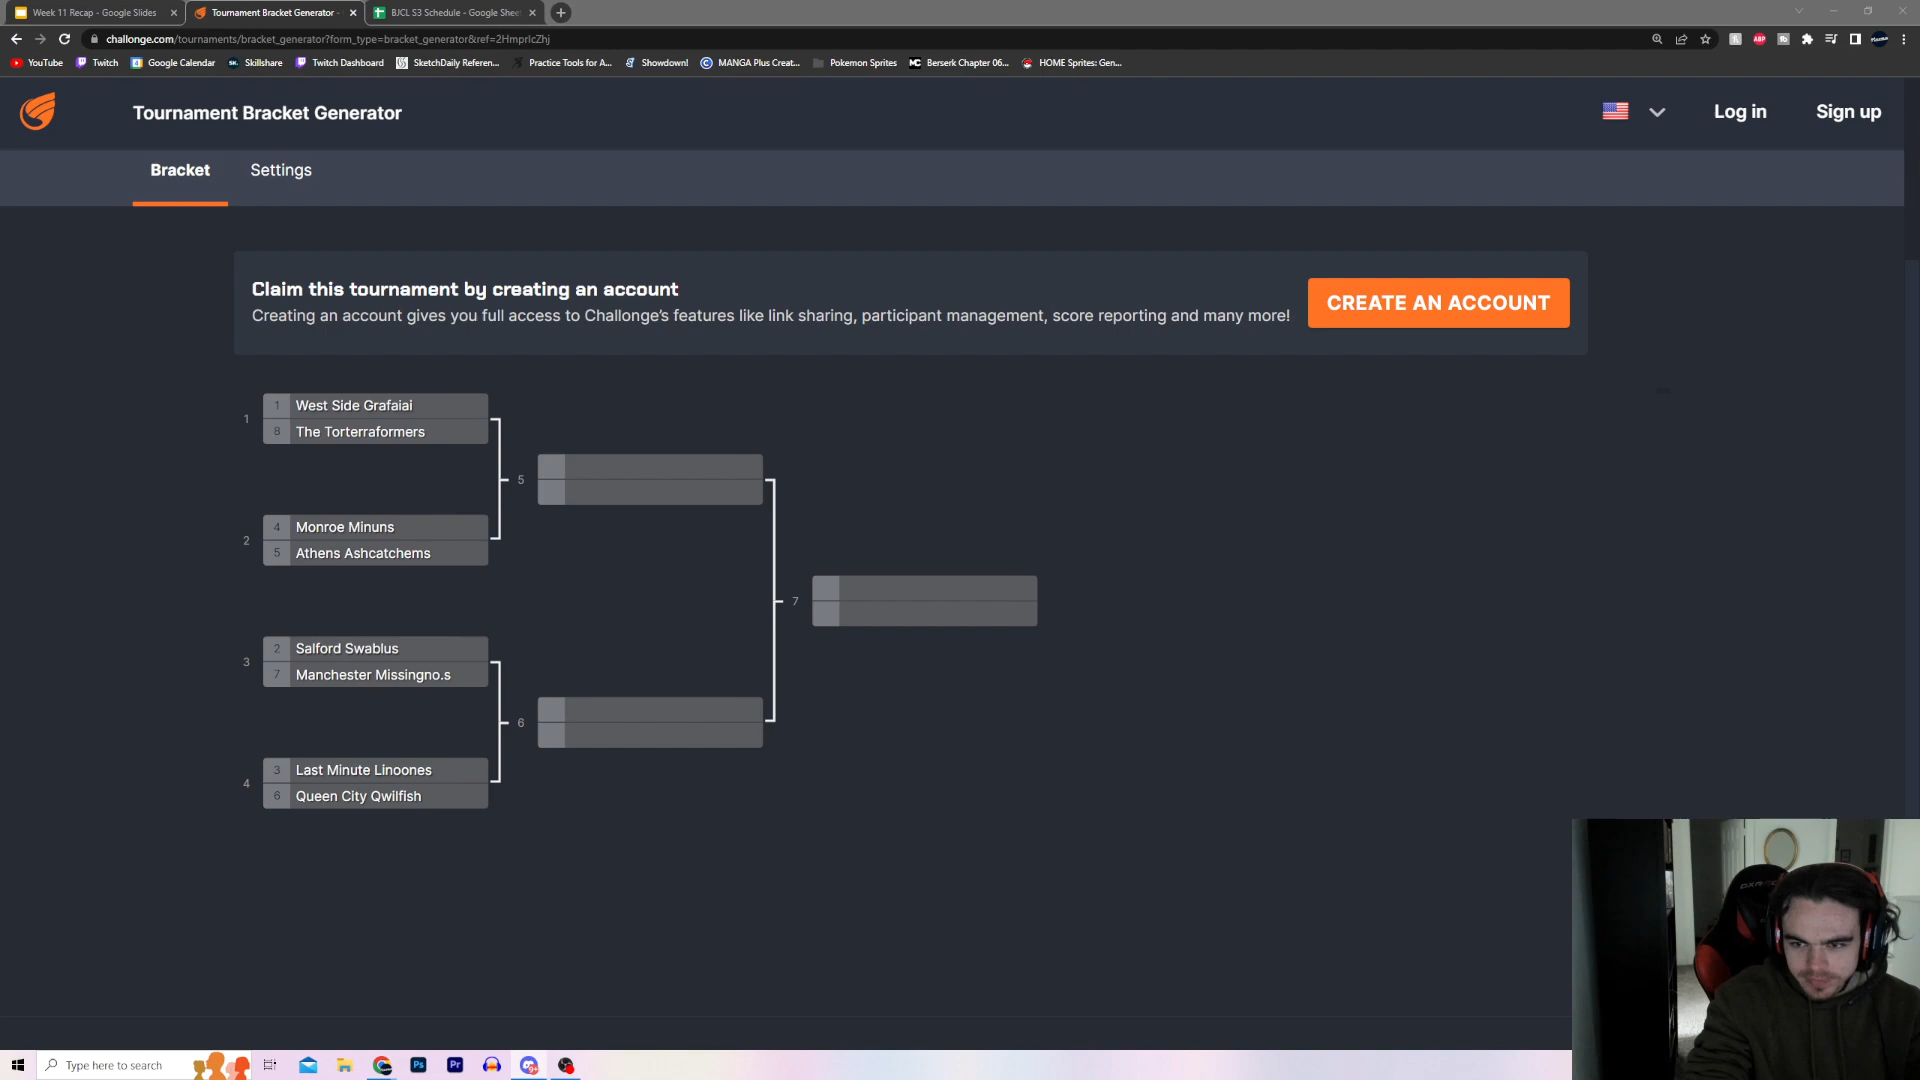 Week 11 Recap - Google Slides
Tournament Bracket Generator -
BJCL S3 Schedule - Google Shee
challonge.com/tournaments/bracket_generator?form_type=bracket_generator&ref=2HmprIcZhj
YouTube
Twitch
Google Calendar
Skillshare
Twitch Dashboard
SketchDaily Referen...
Practice Tools for A...
Showdown!
MANGA Plus Creat...
Pokemon Sprites
Berserk Chapter 06...
HOME Sprites: Gen...
Tournament Bracket Generator
Log in
Sign up
Bracket
Settings
Claim this tournament by creating an account
Creating an account gives you full access to Challonge's features like link sharing, participant management, score reporting and many more!
CREATE AN ACCOUNT
1
1 West Side Grafaiai
8 The Torterraformers
5
2
4 Monroe Minuns
5 Athens Ashcatchems
7
3
2 Salford Swablus
7 Manchester Missingno.s
6
4
3 Last Minute Linoones
6 Queen City Qwilfish
Type here to search